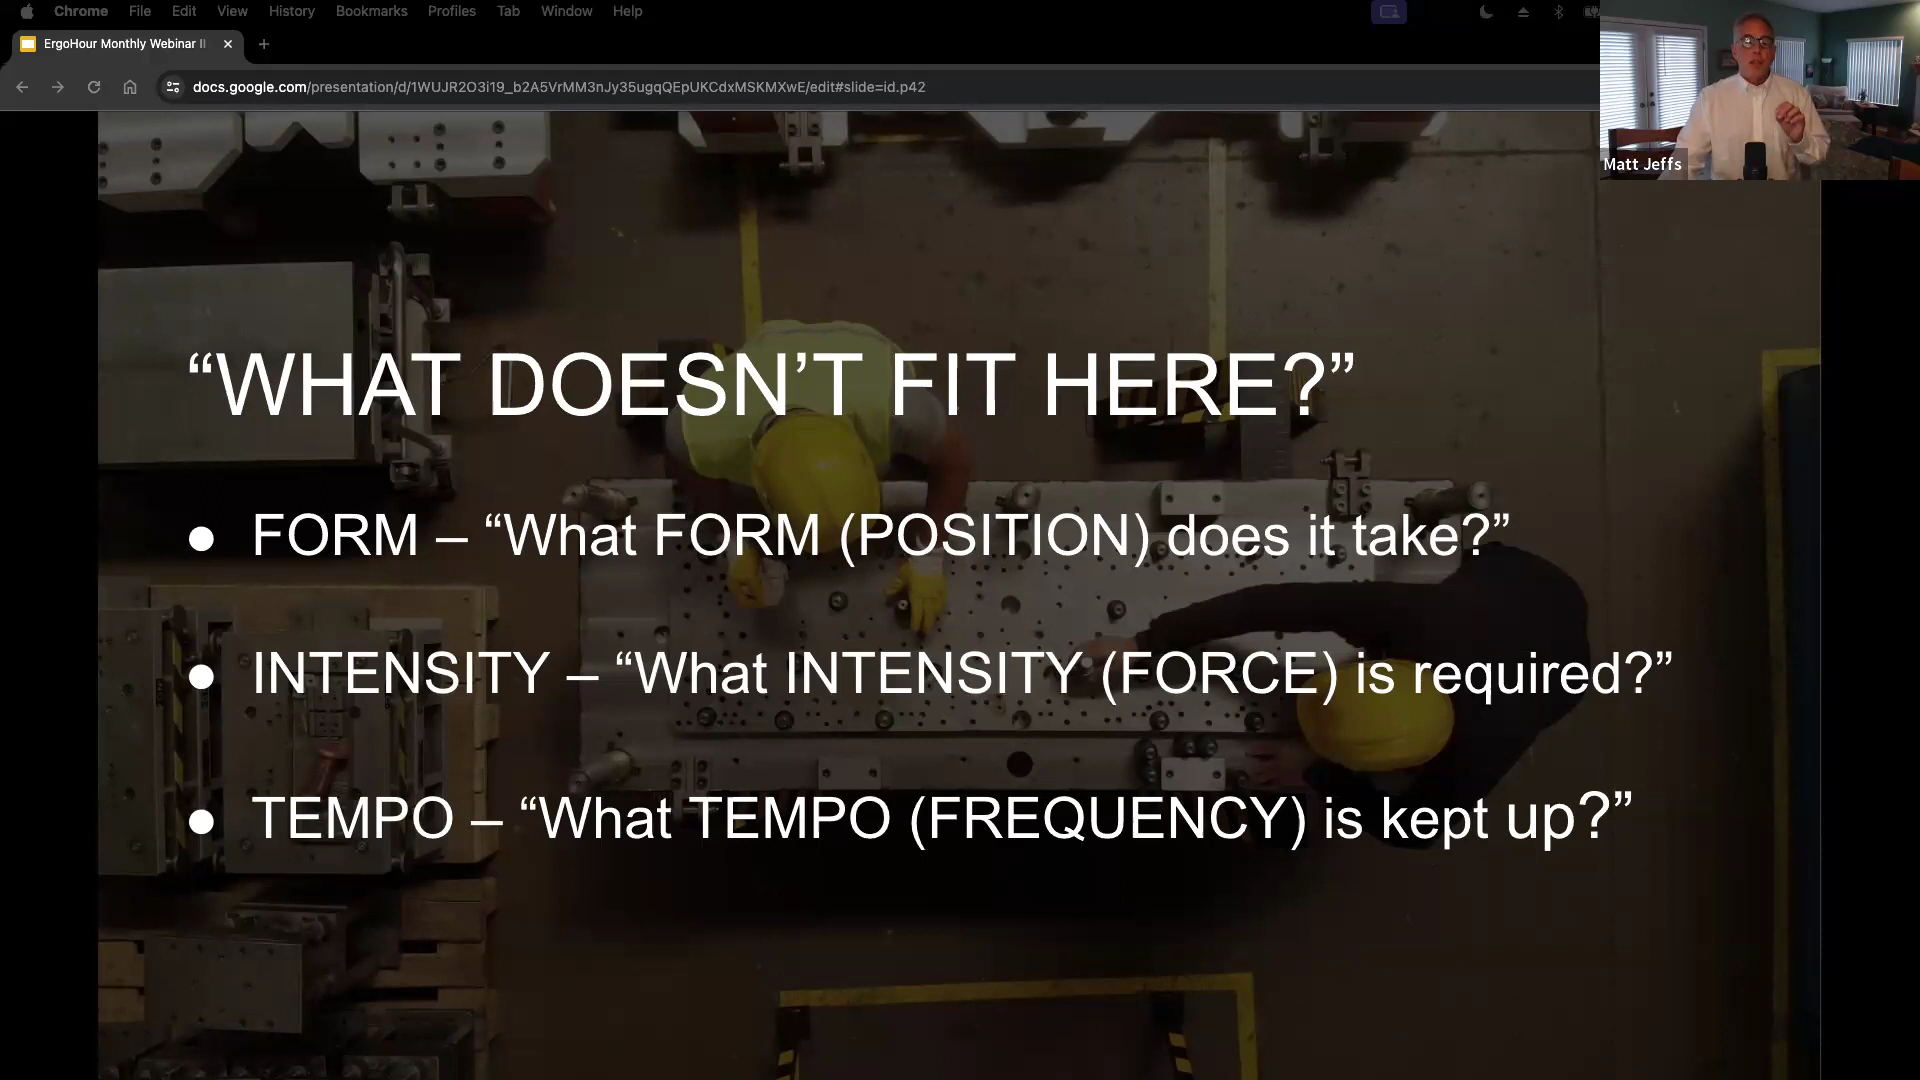 Chrome File Edit View History Bookmarks Profiles Tab Window Help
ErgoHour Monthly Webinar
docs.google.com/presentation/d/1WUJR2O3i19_b2A5VrMM3nJy35ugqQEpUKCdxMSKMXwE/edit#slide=id.p42
Matt Jeffs
“WHAT DOESN’T FIT HERE?”
● FORM – “What FORM (POSITION) does it take?”
● INTENSITY – “What INTENSITY (FORCE) is required?”
● TEMPO – “What TEMPO (FREQUENCY) is kept up?”